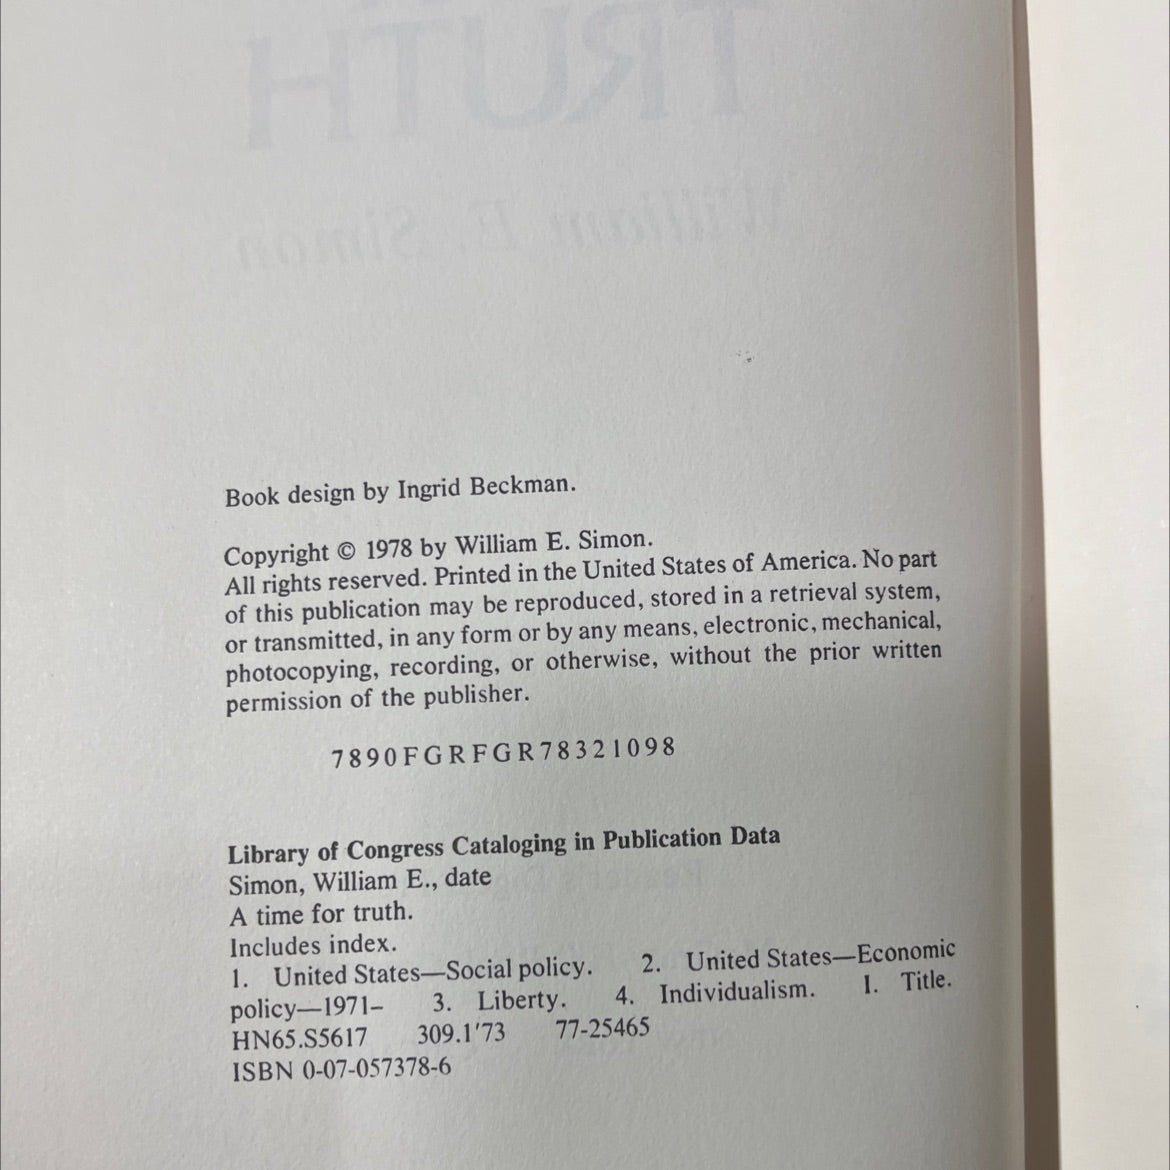 TRUTH
William E. Simon
Book design by Ingrid Beckman.
Copyright © 1978 by William E. Simon.
All rights reserved. Printed in the United States of America. No part
of this publication may be reproduced, stored in a retrieval system,
or transmitted, in any form or by any means, electronic, mechanical,
photocopying, recording, or otherwise, without the prior written
permission of the publisher.
7890FGRFGR78321098
Library of Congress Cataloging in Publication Data
Simon, William E., date
A time for truth.
Includes index.
1. United States—Social policy. 2. United States—Economic
policy—1971– 3. Liberty. 4. Individualism. I. Title.
HN65.S5617 309.1'73 77-25465
ISBN 0-07-057378-6